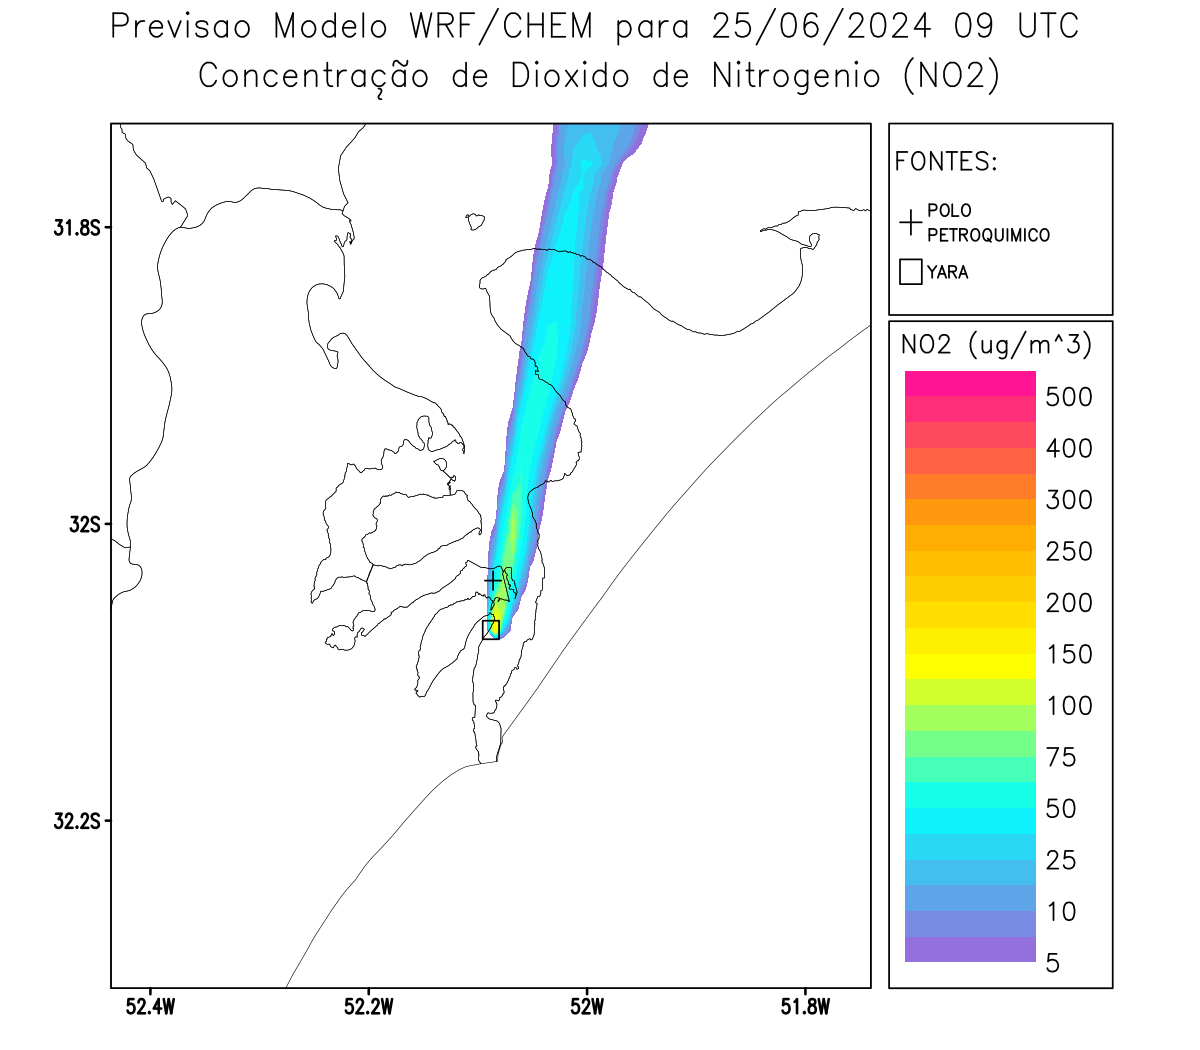 Previsao Modelo WRF/CHEM para 25/06/2024 09 UTC
Concentração de Dioxido de Nitrogenio (NO2)
FONTES:
POLO
PETROQUIMICO
YARA
31.8S
32S
32.2S
52.4W
52.2W
52W
51.8W
NO2 (ug/m^3)
500
400
300
250
200
150
100
75
50
25
10
5